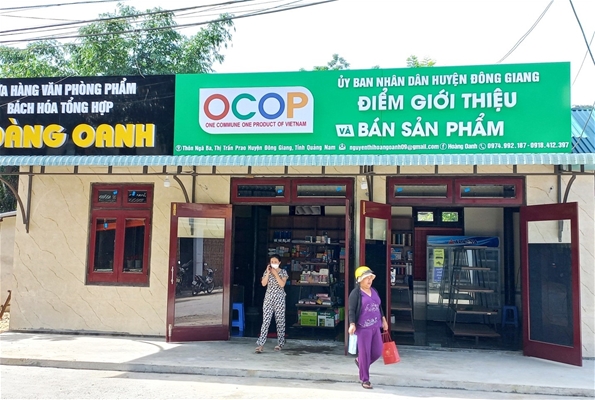 ỬA HÀNG VĂN PHÒNG PHẨM
BÁCH HÓA TỔNG HỢP
OÀNG OANH
OCOP
ONE COMMUNE ONE PRODUCT OF VIETNAM
ỦY BAN NHÂN DÂN HUYỆN ĐÔNG GIANG
ĐIỂM GIỚI THIỆU
VÀ BÁN SẢN PHẨM
Thôn Ngã Ba, Thị Trấn Prao Huyện Đông Giang, Tỉnh Quảng Nam
nguyenthihoangoanh09@gmail.com Hoàng Oanh 0974.992.187 - 0918.412.397